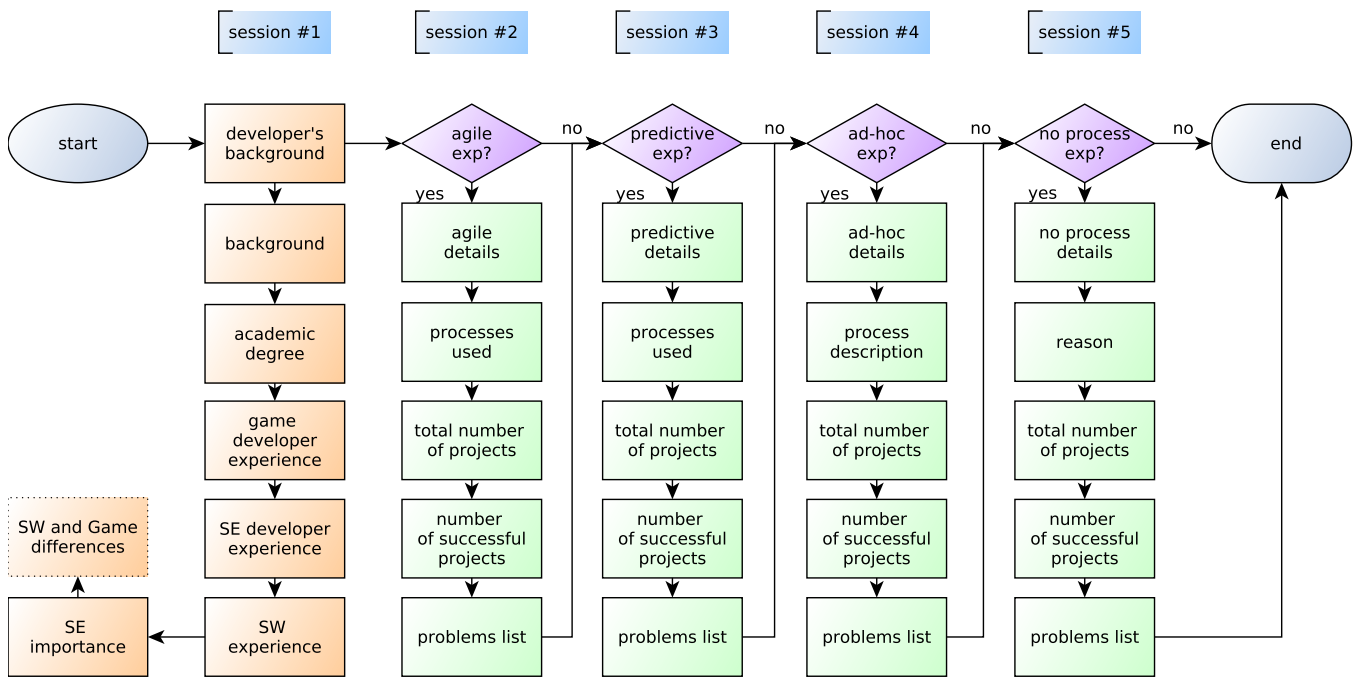 session #1
session #2
session #3
session #4
session #5
start
developer's
background
agile
exp?
no
predictive
exp?
no
ad-hoc
exp?
no
no process
exp?
no
end
yes
yes
yes
yes
background
agile
details
predictive
details
ad-hoc
details
no process
details
academic
degree
processes
used
processes
used
process
description
reason
game
developer
experience
total number
of projects
total number
of projects
total number
of projects
total number
of projects
SW and Game
differences
SE developer
experience
number
of successful
projects
number
of successful
projects
number
of successful
projects
number
of successful
projects
SE
importance
SW
experience
problems list
problems list
problems list
problems list